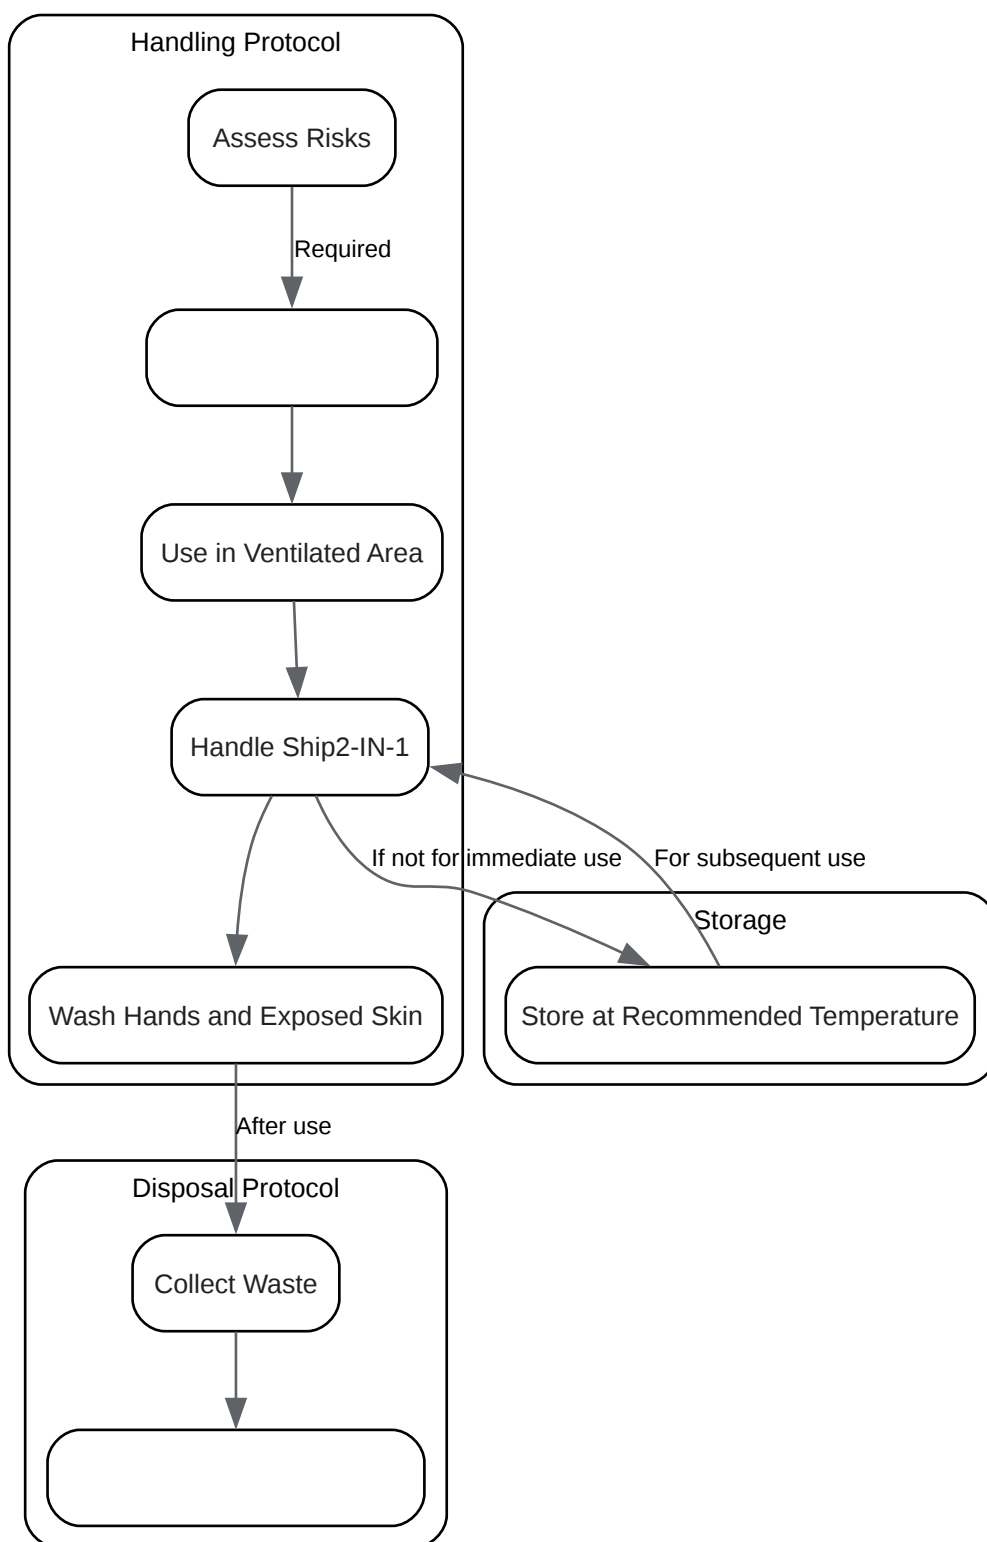 Handling Protocol
Assess Risks
Required
Use in Ventilated Area
Handle Ship2-IN-1
If not for immediate use
For subsequent use
Storage
Wash Hands and Exposed Skin
Store at Recommended Temperature
After use
Disposal Protocol
Collect Waste